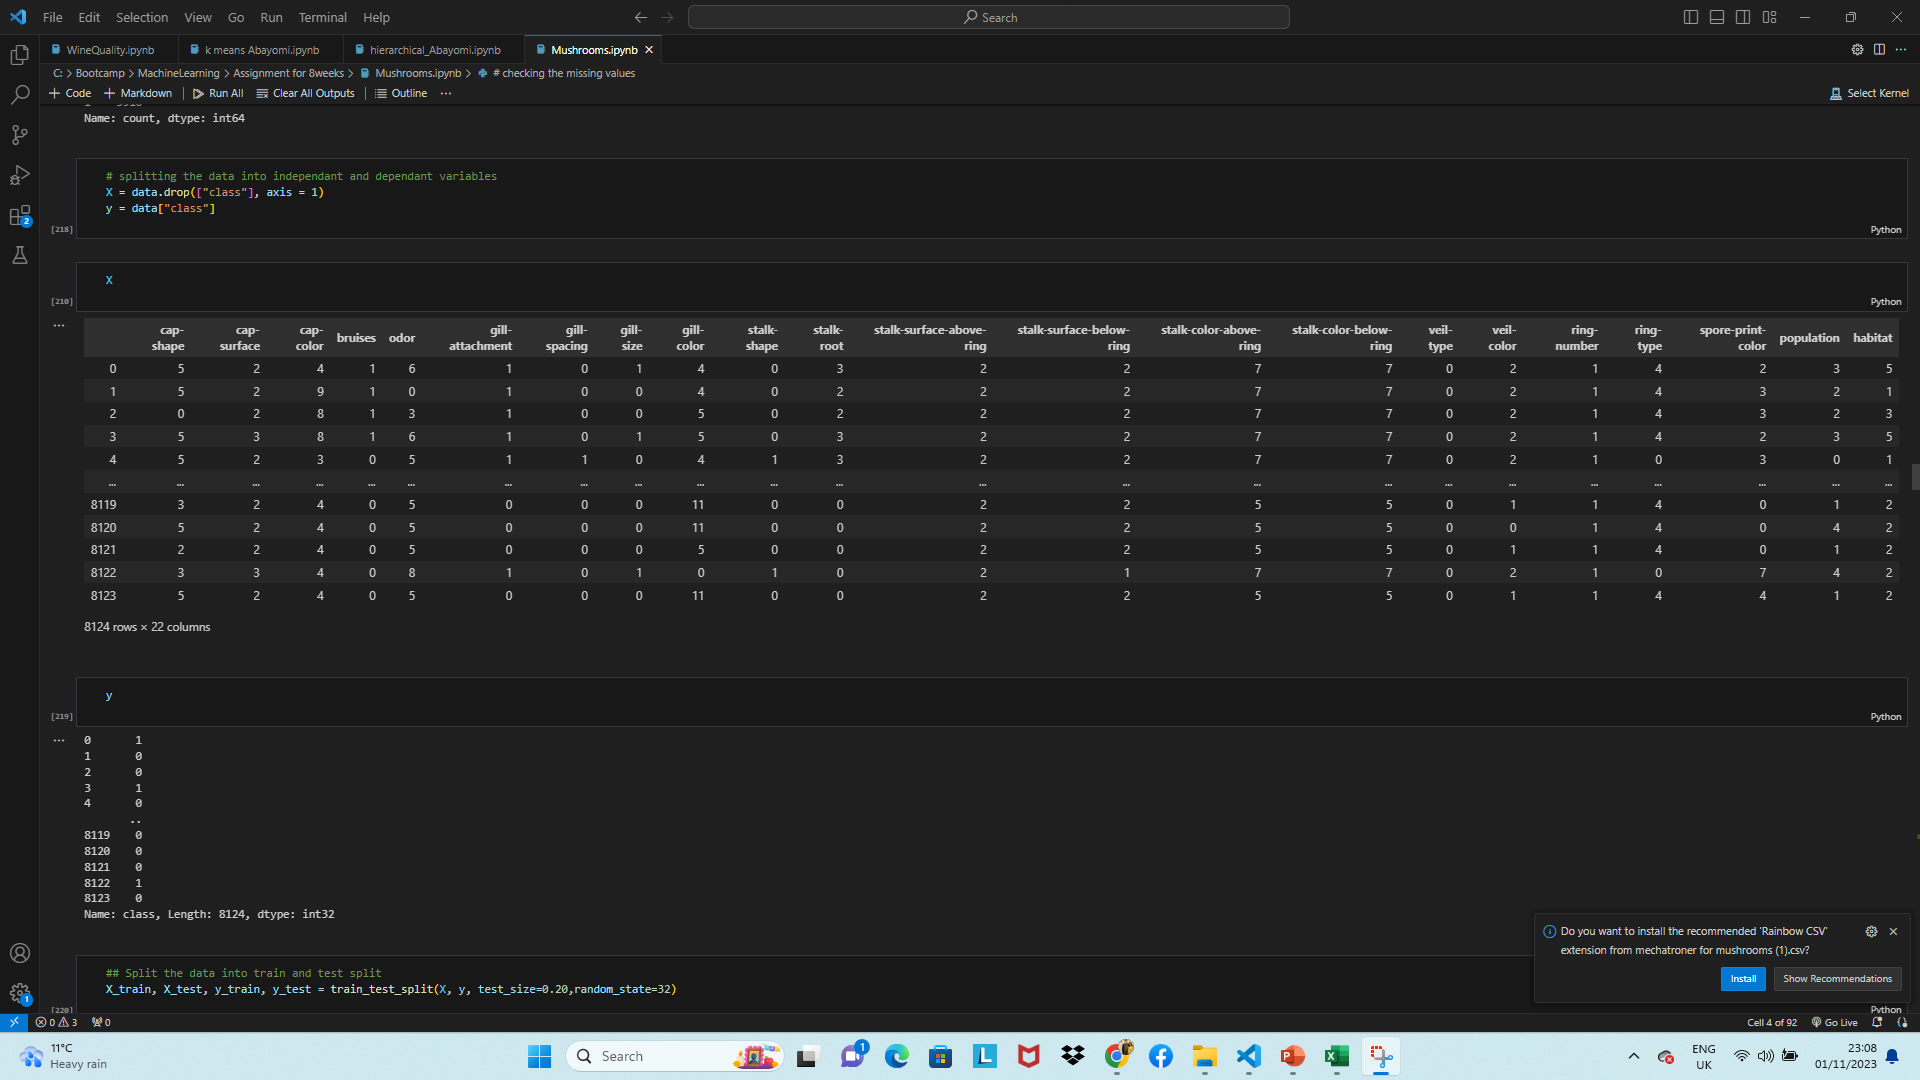 File Edit Selection View Go Run Terminal Help
Search
WineQuality.ipynb k means Abayomi.ipynb hierarchical_Abayomi.ipynb Mushrooms.ipynb
C: > Bootcamp > MachineLearning > Assignment for 8weeks > Mushrooms.ipynb > # checking the missing values
Code Markdown Run All Clear All Outputs Outline ... Select Kernel
Name: count, dtype: int64
# splitting the data into independant and dependant variables
X = data.drop(["class"], axis = 1)
y = data["class"]
[218] Python
X
[210] Python
cap-shape cap-surface cap-color bruises odor gill-attachment gill-spacing gill-size gill-color stalk-shape stalk-root stalk-surface-above-ring stalk-surface-below-ring stalk-color-above-ring stalk-color-below-ring veil-type veil-color ring-number ring-type spore-print-color population habitat
0 5 2 4 1 6 1 0 1 4 0 3 2 2 7 7 0 2 1 4 2 3 5
1 5 2 9 1 0 1 0 0 4 0 2 2 2 7 7 0 2 1 4 3 2 1
2 0 2 8 1 3 1 0 0 5 0 2 2 2 7 7 0 2 1 4 3 2 3
3 5 3 8 1 6 1 0 1 5 0 3 2 2 7 7 0 2 1 4 2 3 5
4 5 2 3 0 5 1 1 0 4 1 3 2 2 7 7 0 2 1 0 3 0 1
... ... ... ... ... ... ... ... ... ... ... ... ... ... ... ... ... ... ... ... ... ... ...
8119 3 2 4 0 5 0 0 0 11 0 0 2 2 5 5 0 1 1 4 0 1 2
8120 5 2 4 0 5 0 0 0 11 0 0 2 2 5 5 0 0 1 4 0 4 2
8121 2 2 4 0 5 0 0 0 5 0 0 2 2 5 5 0 1 1 4 0 1 2
8122 3 3 4 0 8 1 0 1 0 1 0 2 1 7 7 0 2 1 0 7 4 2
8123 5 2 4 0 5 0 0 0 11 0 0 2 2 5 5 0 1 1 4 4 1 2
8124 rows × 22 columns
y
[219] Python
0 1
1 0
2 0
3 1
4 0
..
8119 0
8120 0
8121 0
8122 1
8123 0
Name: class, Length: 8124, dtype: int32
## Split the data into train and test split
X_train, X_test, y_train, y_test = train_test_split(X, y, test_size=0.20,random_state=32)
[220] Python
Do you want to install the recommended 'Rainbow CSV'
extension from mechatroner for mushrooms (1).csv?
Install Show Recommendations
0 3 0 Cell 4 of 92 Go Live
11°C
Heavy rain
Search
ENG
UK
23:08
01/11/2023